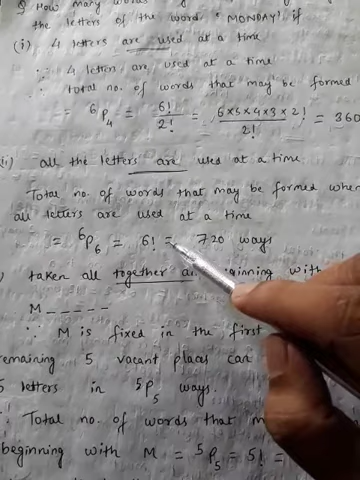 Q How many words
the letters of the word "MONDAY" if
(i) 4 letters are used at a time
∵ 4 letters are used at a time
∴ total no. of words that may be formed
= ⁶P₄ = 6!/2! = 6×5×4×3×2!/2! = 360
(ii) all the letters are used at a time.
Total no. of words that may be formed when
all letters are used at a time
= ⁶P₆ = 6! = 720 ways
) taken all together beginning with
M _ _ _ _ _
∵ M is fixed in the first
remaining 5 vacant places can
5 letters in ⁵P₅ ways.
∴ Total no. of words that
beginning with M = ⁵P₅ = 5! =